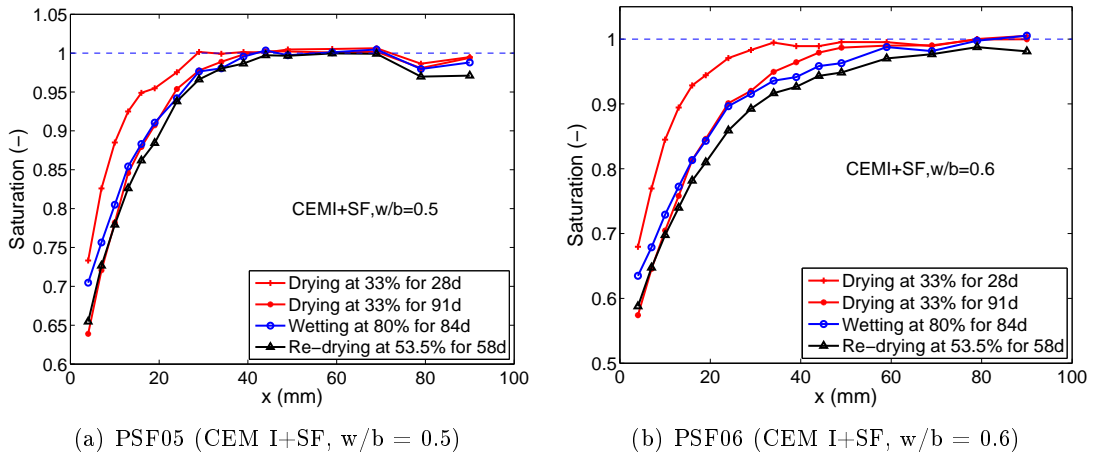 1.05
1
0.95
0.9
0.85
0.8
0.75
0.7
0.65
0.6
Saturation (−)
CEMI+SF,w/b=0.5
Drying at 33% for 28d
Drying at 33% for 91d
Wetting at 80% for 84d
Re−drying at 53.5% for 58d
0 20 40 60 80 100
x (mm)
(a) PSF05 (CEM I+SF, w/b = 0.5)
1
0.9
0.8
0.7
0.6
0.5
Saturation (−)
CEMI+SF,w/b=0.6
Drying at 33% for 28d
Drying at 33% for 91d
Wetting at 80% for 84d
Re−drying at 53.5% for 58d
0 20 40 60 80 100
x (mm)
(b) PSF06 (CEM I+SF, w/b = 0.6)